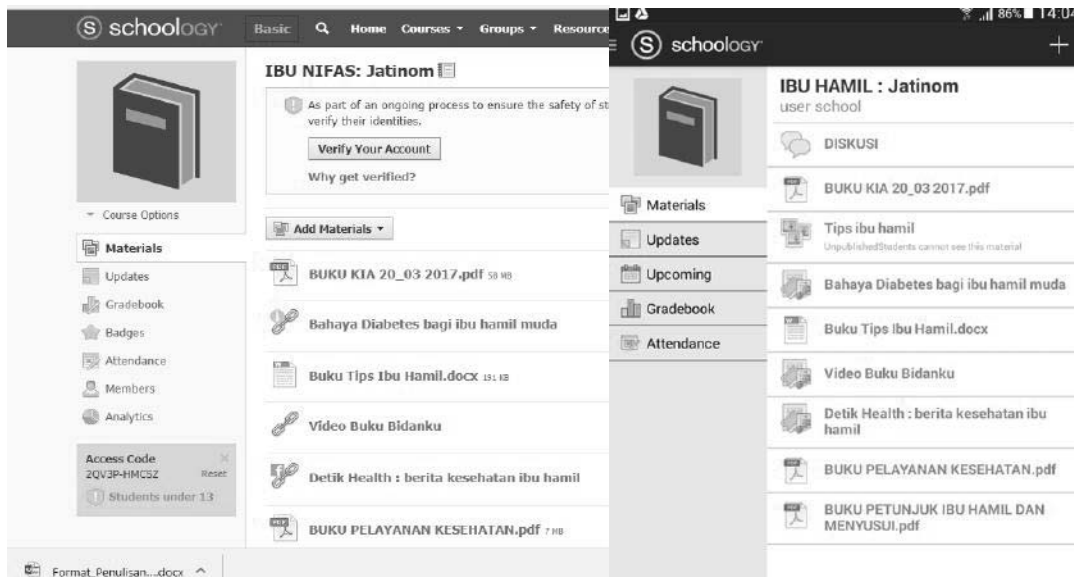 schoology
Basic
Home Courses Groups Resource
IBU NIFAS: Jatinom
As part of an ongoing process to ensure the safety of st
verify their identities.
Verify Your Account
Why get verified?
Course Options
Materials
Updates
Gradebook
Badges
Attendance
Members
Analytics
Access Code
2QV3P-HMCSZ Reset
Students under 13
Add Materials
BUKU KIA 20_03 2017.pdf 58 MB
Bahaya Diabetes bagi ibu hamil muda
Buku Tips Ibu Hamil.docx 191 KB
Video Buku Bidanku
Detik Health : berita kesehatan ibu hamil
BUKU PELAYANAN KESEHATAN.pdf 7 MB
Format_Penulisan....docx
86% 14:04
schoology
Materials
Updates
Upcoming
Gradebook
Attendance
IBU HAMIL : Jatinom
user school
DISKUSI
BUKU KIA 20_03 2017.pdf
Tips ibu hamil
UnpublishedStudents cannot see this material
Bahaya Diabetes bagi ibu hamil muda
Buku Tips Ibu Hamil.docx
Video Buku Bidanku
Detik Health : berita kesehatan ibu
hamil
BUKU PELAYANAN KESEHATAN.pdf
BUKU PETUNJUK IBU HAMIL DAN
MENYUSUI.pdf